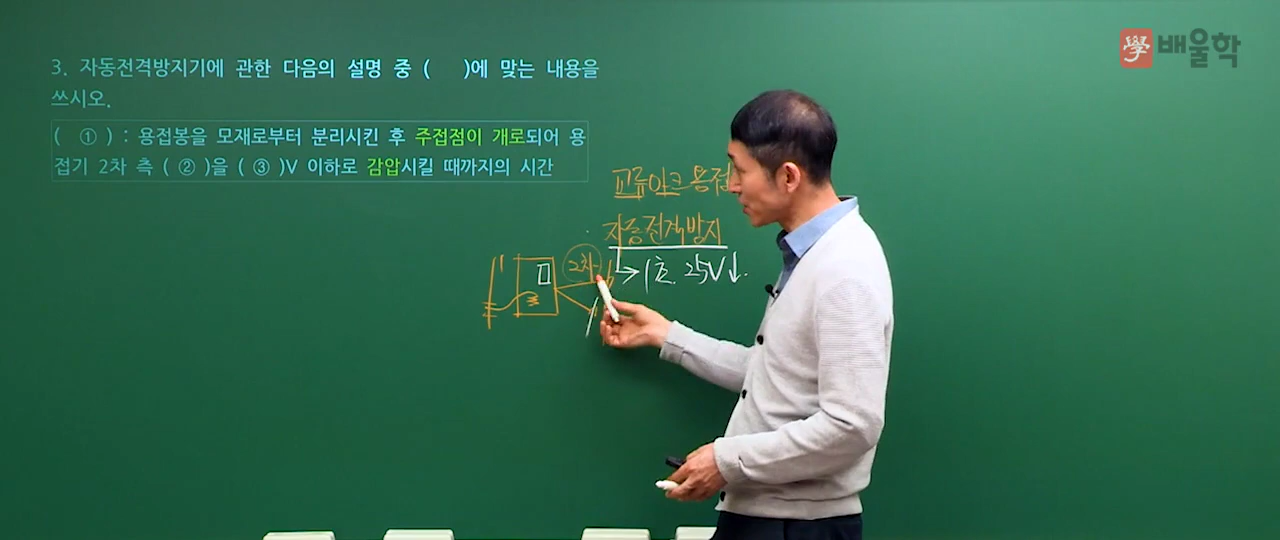 學 배울학
3. 자동전격방지기에 관한 다음의 설명 중 (    )에 맞는 내용을
쓰시오.
( ① ) : 용접봉을 모재로부터 분리시킨 후 주접점이 개로되어 용
접기 2차 측 ( ② )을 ( ③ )V 이하로 감압시킬 때까지의 시간
교류아크용접
자동전격방지
2차 → 1초. 25V↓.